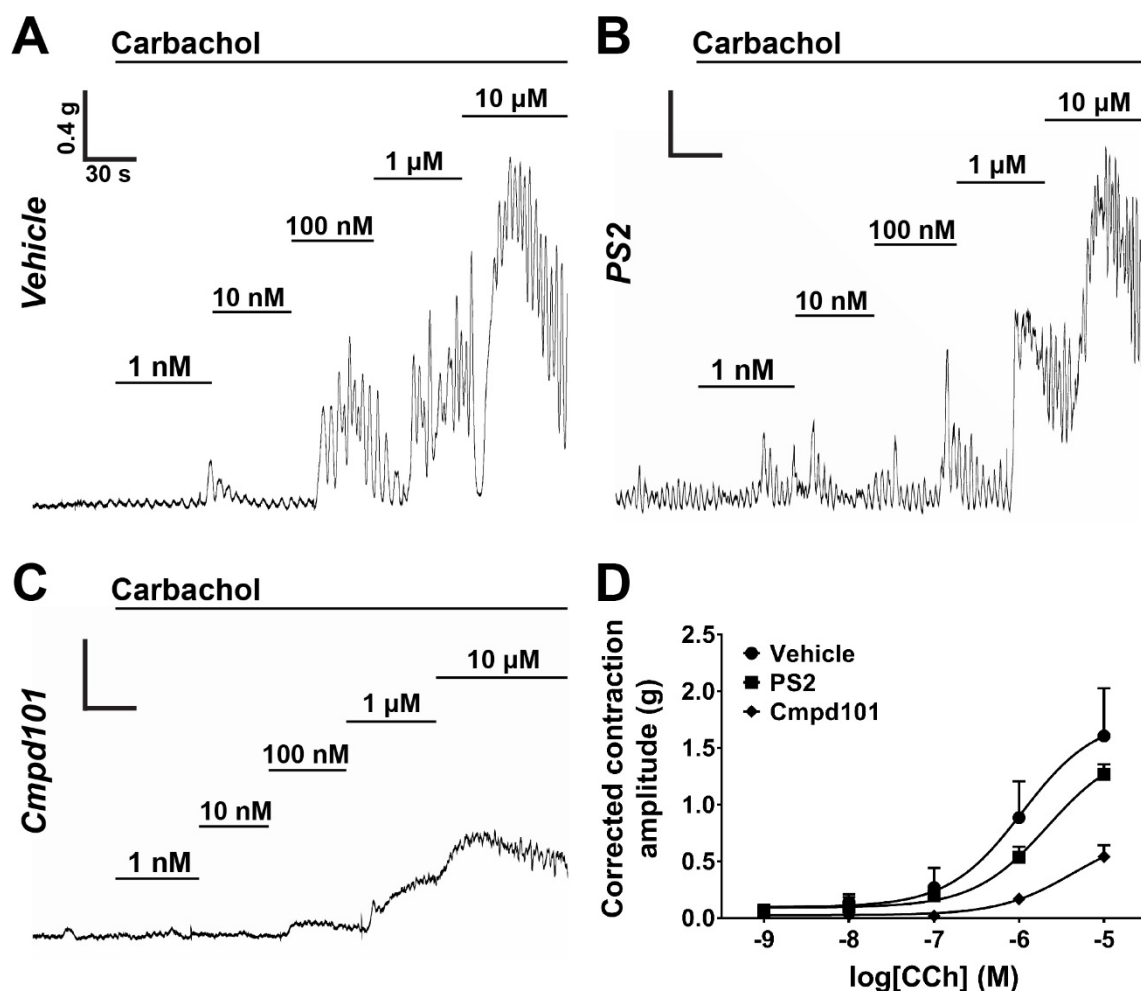 A
Carbachol
0.4 g
30 s
Vehicle
1 nM
10 nM
100 nM
1 µM
10 µM
B
Carbachol
PS2
1 nM
10 nM
100 nM
1 µM
10 µM
C
Carbachol
Cmpd101
1 nM
10 nM
100 nM
1 µM
10 µM
D
Corrected contraction
amplitude (g)
2.5
2.0
1.5
1.0
0.5
0.0
Vehicle
PS2
Cmpd101
-9 -8 -7 -6 -5
log[CCh] (M)